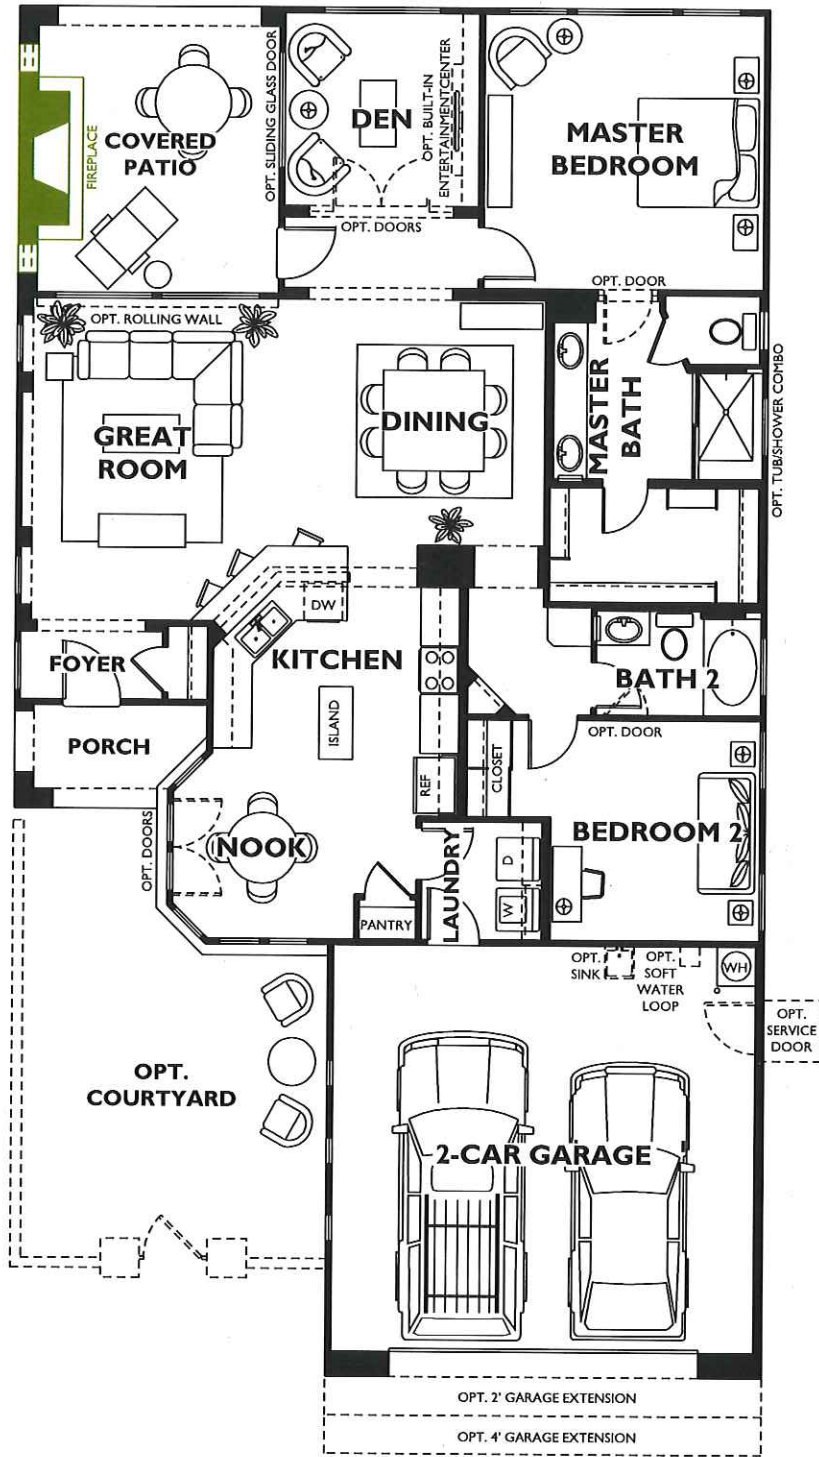 FIREPLACE
COVERED
PATIO
OPT. SLIDING GLASS DOOR
DEN
OPT. BUILT-IN
ENTERTAINMENT CENTER
OPT. DOORS
MASTER
BEDROOM
OPT. DOOR
OPT. ROLLING WALL
GREAT
ROOM
DINING
MASTER
BATH
OPT. TUB/SHOWER COMBO
DW
FOYER
KITCHEN
BATH 2
PORCH
ISLAND
OPT. DOOR
REF
CLOSET
OPT. DOORS
NOOK
LAUNDRY
D
W
BEDROOM 2
PANTRY
OPT.
SINK
OPT.
SOFT
WATER
LOOP
WH
OPT.
SERVICE
DOOR
OPT.
COURTYARD
2-CAR GARAGE
OPT. 2' GARAGE EXTENSION
OPT. 4' GARAGE EXTENSION